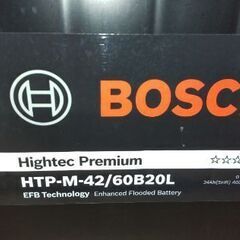 BOSC
Hightec Premium
HTP-M-42/60B20L
EFB Technology Enhanced Flooded Battery